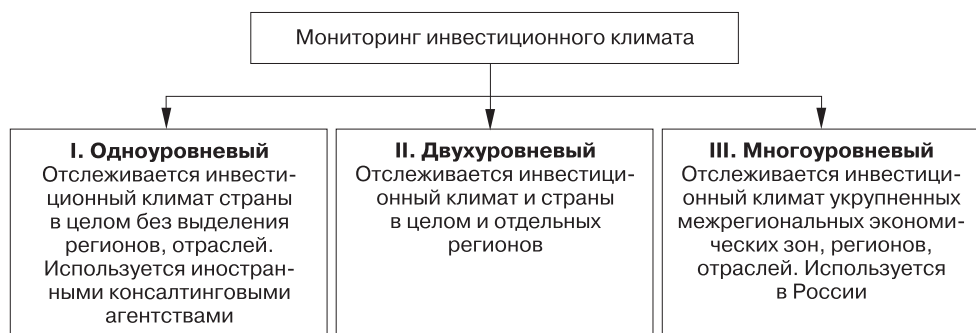 Мониторинг инвестиционного климата
I. Одноуровневый
Отслеживается инвести-
ционный климат страны
в целом без выделения
регионов, отраслей.
Используется иностран-
ными консалтинговыми
агентствами
II. Двухуровневый
Отслеживается инвестици-
онный климат и страны
в целом и отдельных
регионов
III. Многоуровневый
Отслеживается инвестици-
онный климат укрупненных
межрегиональных экономи-
ческих зон, регионов,
отраслей. Используется
в России